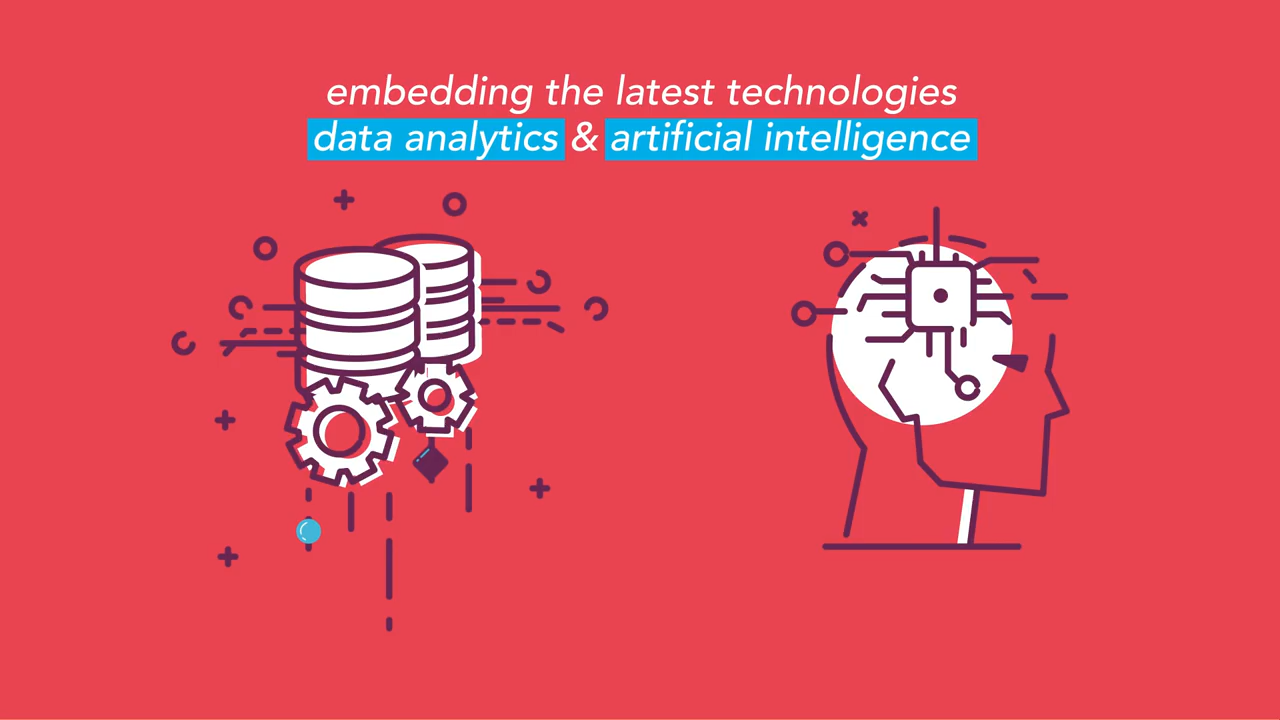 embedding the latest technologies
data analytics & artificial intelligence